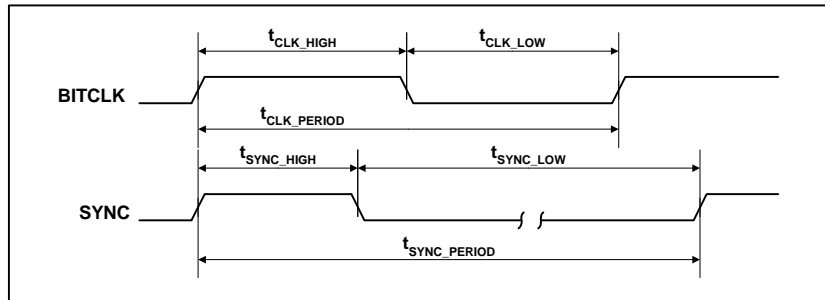 tCLK_HIGH tCLK_LOW
BITCLK
tCLK_PERIOD
tSYNC_HIGH tSYNC_LOW
SYNC
tSYNC_PERIOD